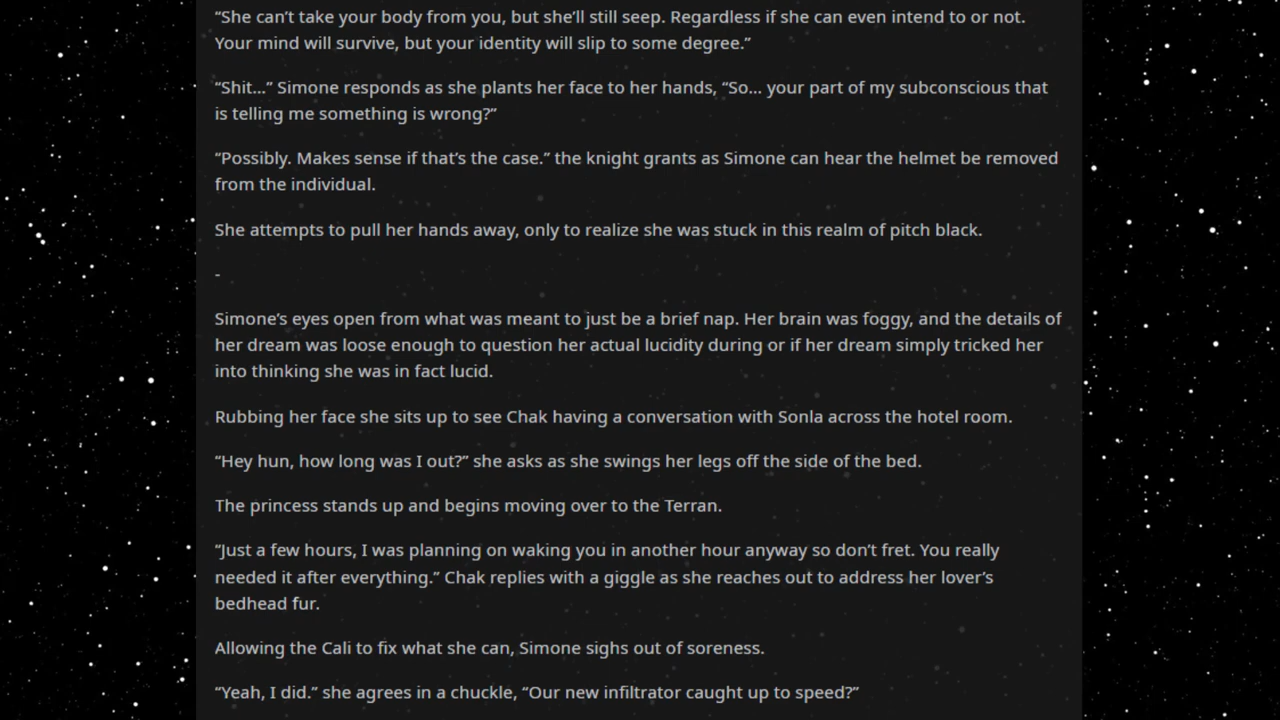 “She can’t take your body from you, but she’ll still seep. Regardless if she can even intend to or not.
Your mind will survive, but your identity will slip to some degree.”
“Shit…” Simone responds as she plants her face to her hands, “So… your part of my subconscious that
is telling me something is wrong?”
“Possibly. Makes sense if that’s the case.” the knight grants as Simone can hear the helmet be removed
from the individual.
She attempts to pull her hands away, only to realize she was stuck in this realm of pitch black.
-
Simone’s eyes open from what was meant to just be a brief nap. Her brain was foggy, and the details of
her dream was loose enough to question her actual lucidity during or if her dream simply tricked her
into thinking she was in fact lucid.
Rubbing her face she sits up to see Chak having a conversation with Sonla across the hotel room.
“Hey hun, how long was I out?” she asks as she swings her legs off the side of the bed.
The princess stands up and begins moving over to the Terran.
“Just a few hours, I was planning on waking you in another hour anyway so don’t fret. You really
needed it after everything.” Chak replies with a giggle as she reaches out to address her lover’s
bedhead fur.
Allowing the Cali to fix what she can, Simone sighs out of soreness.
“Yeah, I did.” she agrees in a chuckle, “Our new infiltrator caught up to speed?”